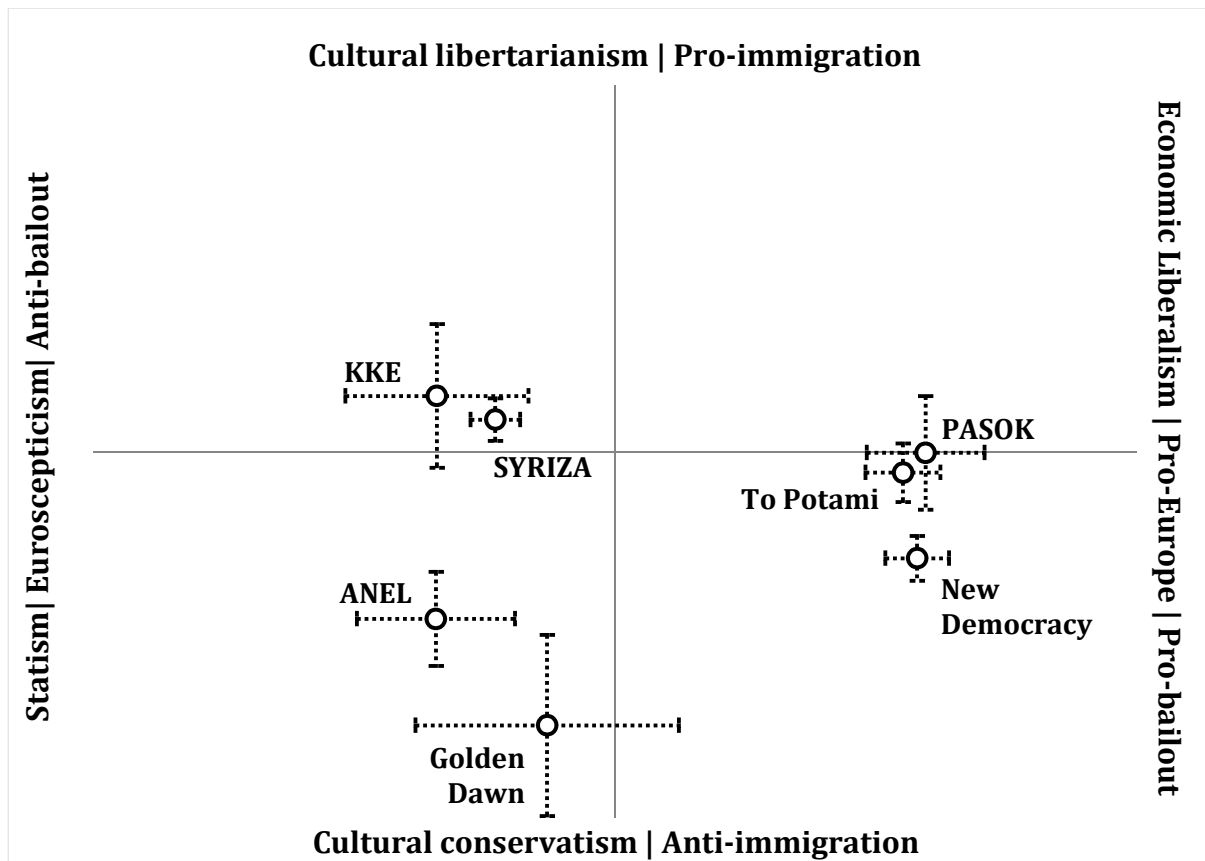 Cultural libertarianism | Pro-immigration
Statism| Euroscepticism| Anti-bailout
Economic Liberalism | Pro-Europe | Pro-bailout
KKE
SYRIZA
PASOK
To Potami
New
Democracy
ANEL
Golden
Dawn
Cultural conservatism | Anti-immigration